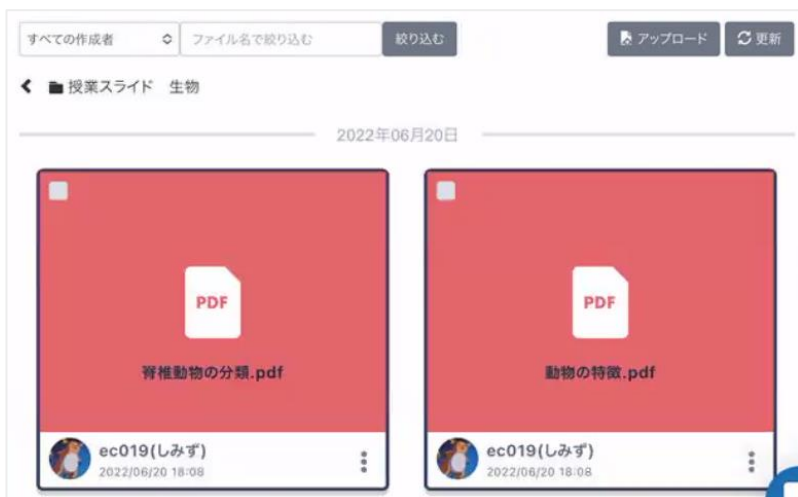 すべての作成者 ファイル名で絞り込む 絞り込む アップロード 更新
授業スライド 生物
2022年06月20日
PDF PDF
脊椎動物の分類.pdf 動物の特徴.pdf
ec019(しみず) ec019(しみず)
2022/06/20 18:08 2022/06/20 18:08